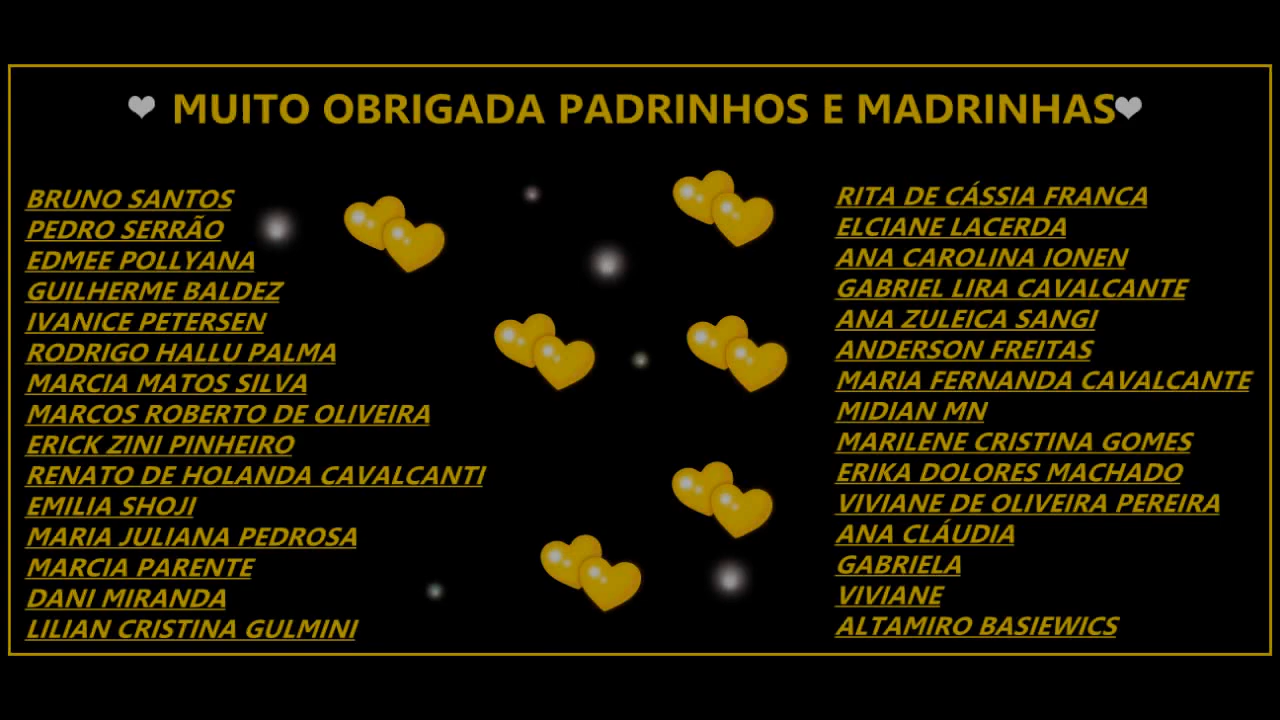 ❤ MUITO OBRIGADA PADRINHOS E MADRINHAS❤
BRUNO SANTOS
PEDRO SERRÃO
EDMEE POLLYANA
GUILHERME BALDEZ
IVANICE PETERSEN
RODRIGO HALLU PALMA
MARCIA MATOS SILVA
MARCOS ROBERTO DE OLIVEIRA
ERICK ZINI PINHEIRO
RENATO DE HOLANDA CAVALCANTI
EMILIA SHOJI
MARIA JULIANA PEDROSA
MARCIA PARENTE
DANI MIRANDA
LILIAN CRISTINA GULMINI
RITA DE CÁSSIA FRANCA
ELCIANE LACERDA
ANA CAROLINA IONEN
GABRIEL LIRA CAVALCANTE
ANA ZULEICA SANGI
ANDERSON FREITAS
MARIA FERNANDA CAVALCANTE
MIDIAN MN
MARILENE CRISTINA GOMES
ERIKA DOLORES MACHADO
VIVIANE DE OLIVEIRA PEREIRA
ANA CLÁUDIA
GABRIELA
VIVIANE
ALTAMIRO BASIEWICS